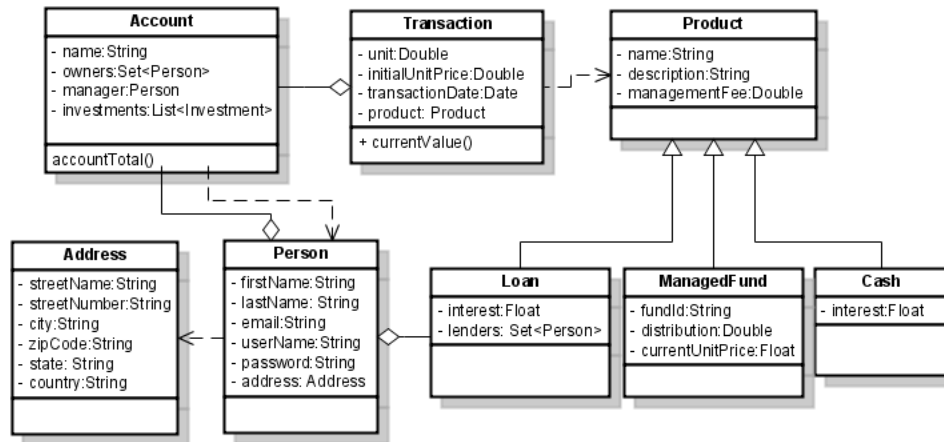 Account
- name:String
- owners:Set<Person>
- manager:Person
- investments:List<Investment>
accountTotal()
Transaction
- unit:Double
- initialUnitPrice:Double
- transactionDate:Date
- product: Product
+ currentValue()
Product
- name:String
- description:String
- managementFee:Double
Address
- streetName:String
- streetNumber:String
- city:String
- zipCode:String
- state: String
- country:String
Person
- firstName:String
- lastName: String
- email:String
- userName:String
- password:String
- address: Address
Loan
- interest:Float
- lenders: Set<Person>
ManagedFund
- fundId:String
- distribution:Double
- currentUnitPrice:Float
Cash
- interest:Float